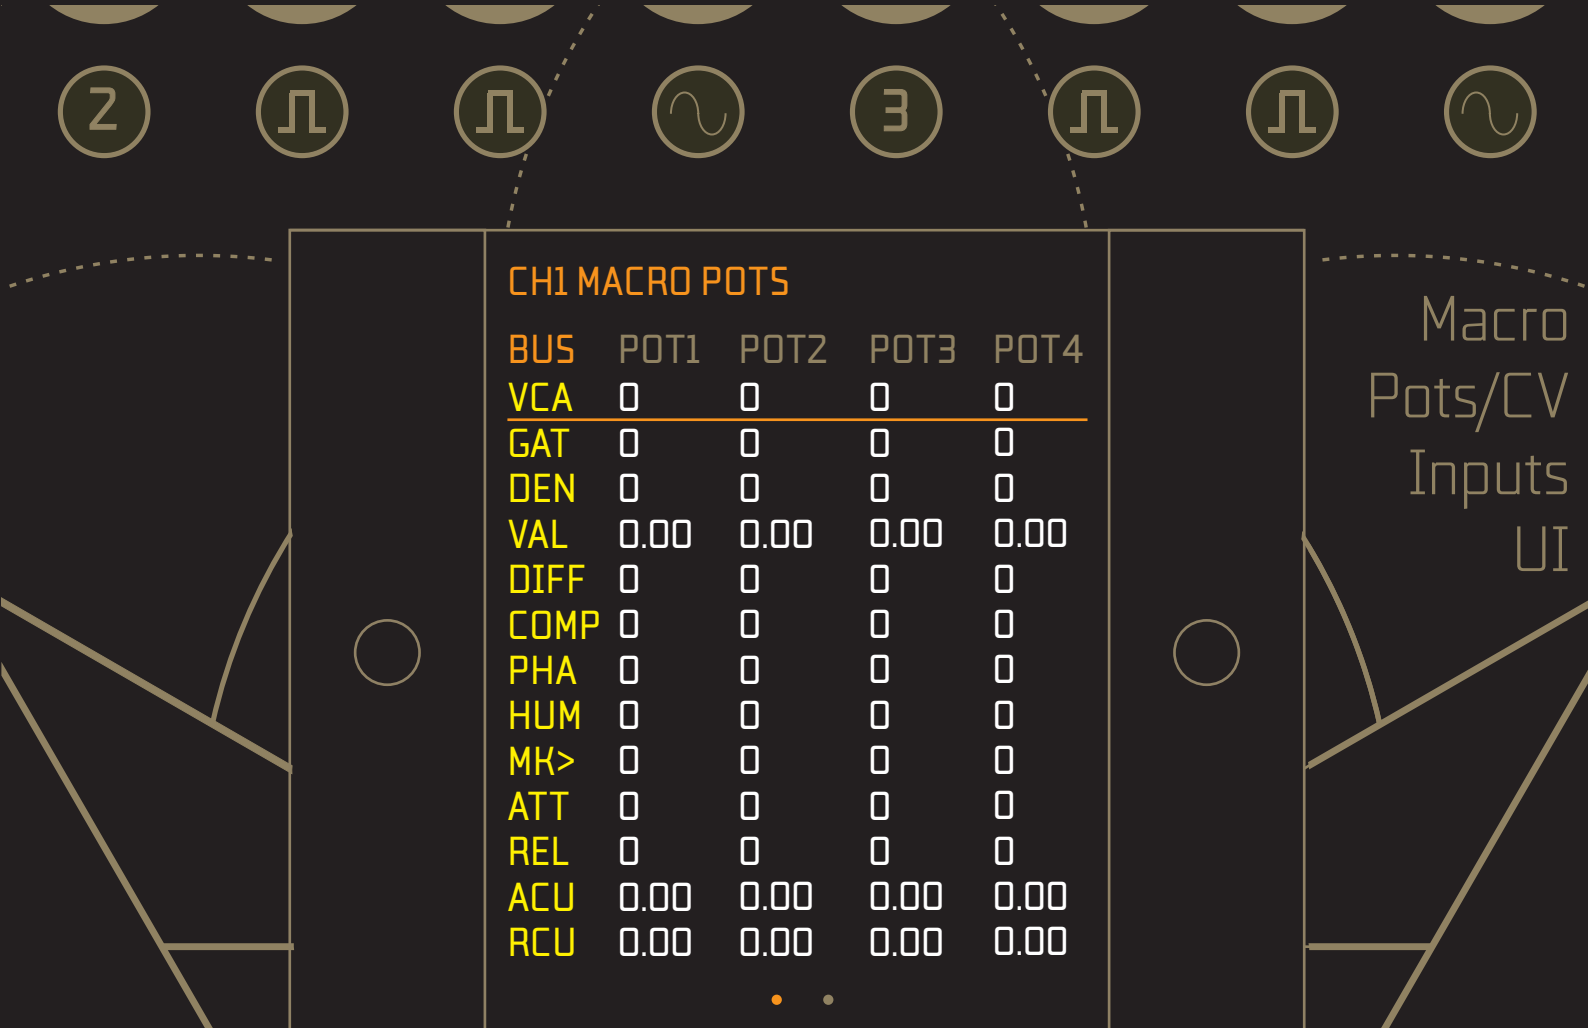 2 3
CH1 MACRO POTS
BUS POT1 POT2 POT3 POT4
VCA 0 0 0 0
GAT 0 0 0 0
DEN 0 0 0 0
VAL 0.00 0.00 0.00 0.00
DIFF 0 0 0 0
COMP 0 0 0 0
PHA 0 0 0 0
HUM 0 0 0 0
MK> 0 0 0 0
ATT 0 0 0 0
REL 0 0 0 0
ACU 0.00 0.00 0.00 0.00
RCU 0.00 0.00 0.00 0.00
Macro
Pots/CV
Inputs
UI